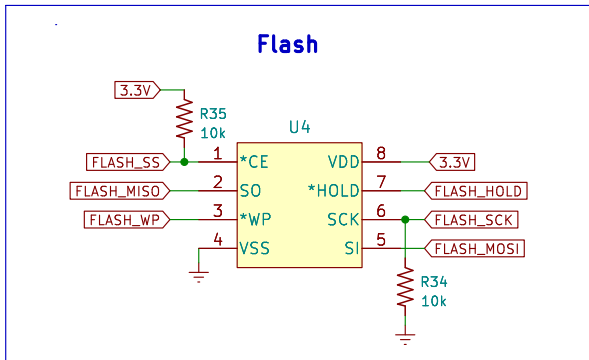 Flash
3.3V
R35
10k
U4
FLASH_SS 1 *CE VDD 8 3.3V
FLASH_MISO 2 SO *HOLD 7 FLASH_HOLD
FLASH_WP 3 *WP SCK 6 FLASH_SCK
4 VSS SI 5 FLASH_MOSI
R34
10k